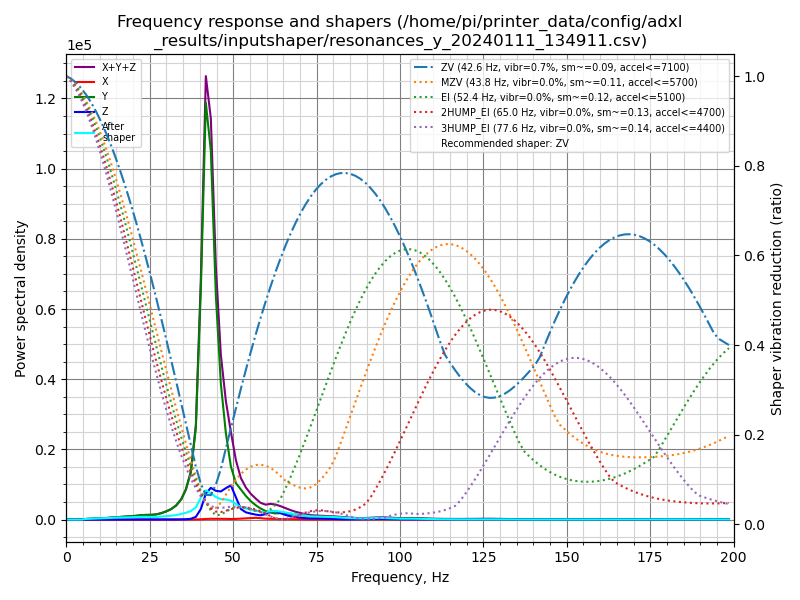 Frequency response and shapers (/home/pi/printer_data/config/adxl
_results/inputshaper/resonances_y_20240111_134911.csv)
1e5
X+Y+Z
X
Y
Z
After
shaper
ZV (42.6 Hz, vibr=0.7%, sm~=0.09, accel<=7100)
MZV (43.8 Hz, vibr=0.0%, sm~=0.11, accel<=5700)
EI (52.4 Hz, vibr=0.0%, sm~=0.12, accel<=5100)
2HUMP_EI (65.0 Hz, vibr=0.0%, sm~=0.13, accel<=4700)
3HUMP_EI (77.6 Hz, vibr=0.0%, sm~=0.14, accel<=4400)
Recommended shaper: ZV
1.2
1.0
0.8
0.6
0.4
0.2
0.0
Power spectral density
1.0
0.8
0.6
0.4
0.2
0.0
Shaper vibration reduction (ratio)
0 25 50 75 100 125 150 175 200
Frequency, Hz